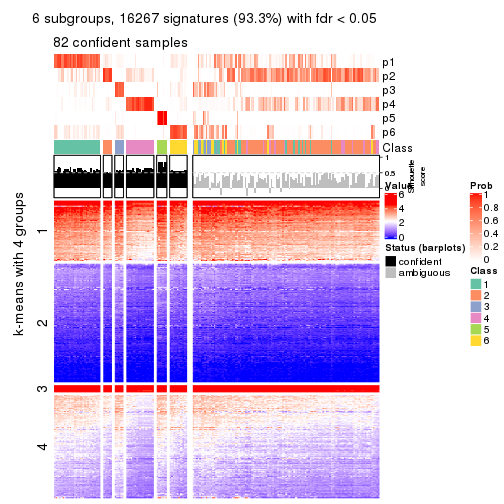 6 subgroups, 16267 signatures (93.3%) with fdr < 0.05
82 confident samples
p1
p2
p3
p4
p5
p6
Class
1
0.5
0
Silhouette
score
k-means with 4 groups
1
2
3
4
Value
6
4
2
0
Status (barplots)
confident
ambiguous
Prob
1
0.8
0.6
0.4
0.2
0
Class
1
2
3
4
5
6